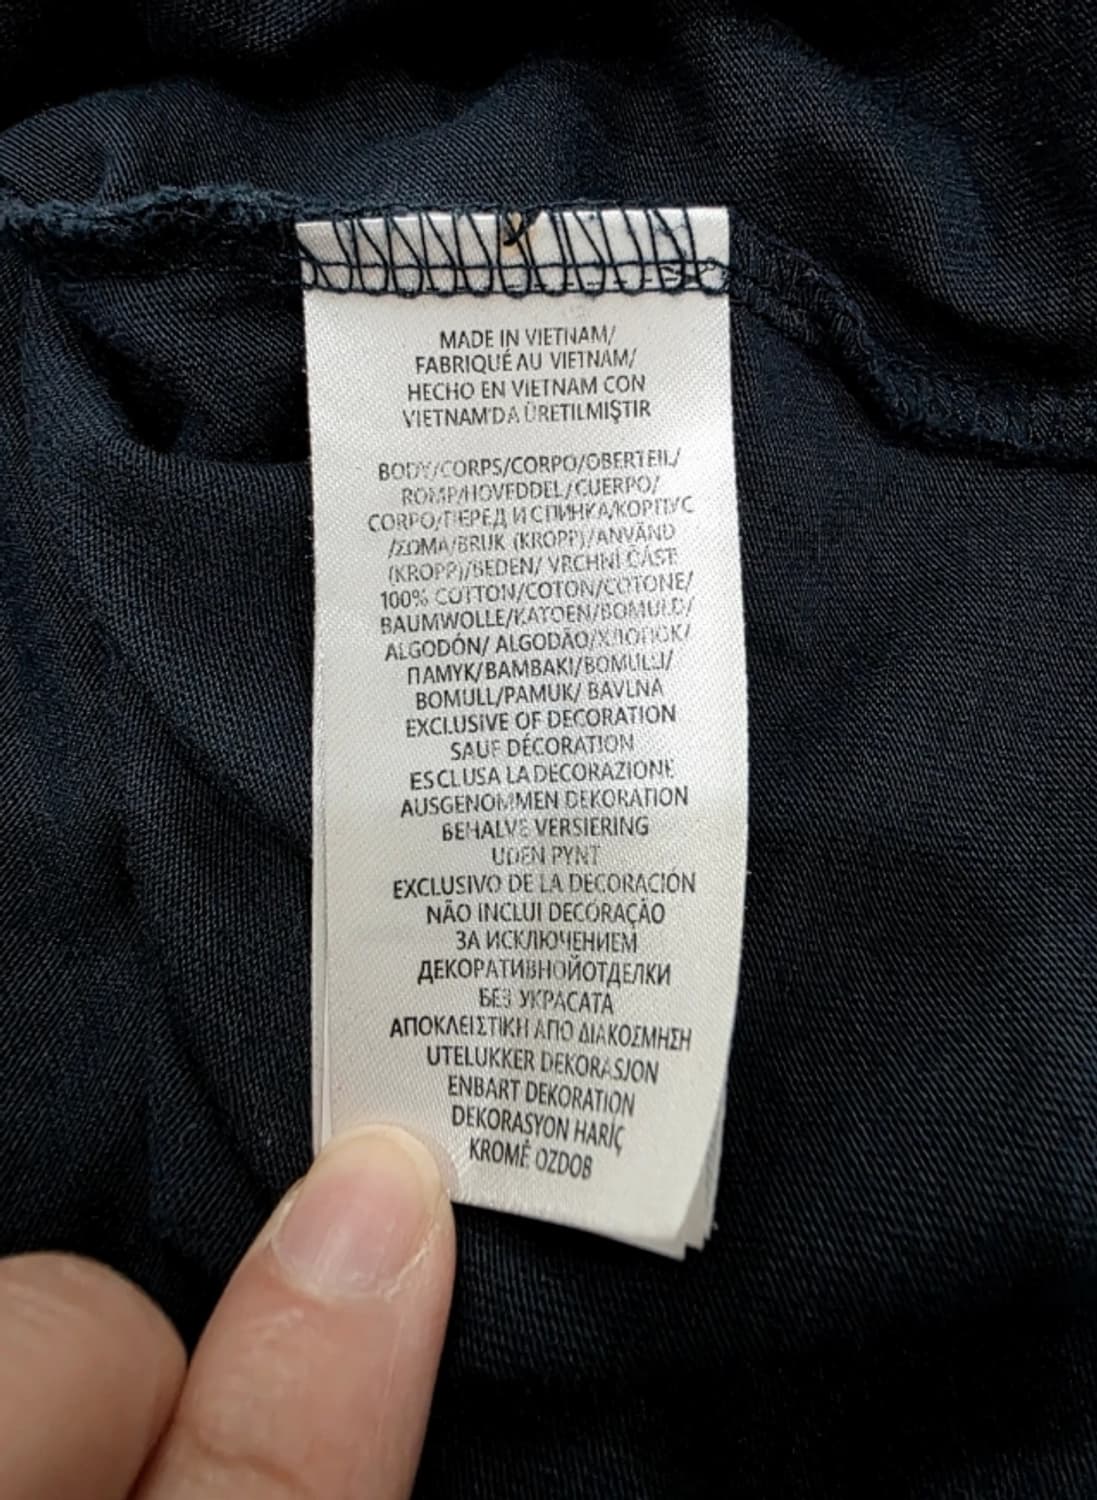 MADE IN VIETNAM/
FABRIQUÉ AU VIETNAM/
HECHO EN VIETNAM CON
VIETNAM'DA ÜRETILMIŞTIR
BODY/CORPS/CORPO/OBERTEIL/
ROMP/HOVEDDEL/CUERPO/
CORPO/ПЕРЕД И СПИНКА/КОРПУС
/ΣΩΜΑ/BRUK (KROPP)/ANVÄND
(KROPP)/BEDEN/ VRCHNÍ ČÁST
100% COTTON/COTON/COTONE/
BAUMWOLLE/KATOEN/BOMULD/
ALGODÓN/ ALGODÃO/ХЛОПОК/
ПАМУК/BAMBAKI/BOMULL/
BOMULL/PAMUK/ BAVLNA
EXCLUSIVE OF DECORATION
SAUF DÉCORATION
ESCLUSA LA DECORAZIONE
AUSGENOMMEN DEKORATION
BEHALVE VERSIERING
UDEN PYNT
EXCLUSIVO DE LA DECORACIÓN
NÃO INCLUI DECORAÇÃO
ЗА ИСКЛЮЧЕНИЕМ
ДЕКОРАТИВНОЙОТДЕЛКИ
БЕЗ УКРАСАТА
ΑΠΟΚΛΕΙΣΤΙΚΗ ΑΠΟ ΔΙΑΚΟΣΜΗΣΗ
UTELUKKER DEKORASJON
ENBART DEKORATION
DEKORASYON HARİÇ
KROMĚ OZDOB